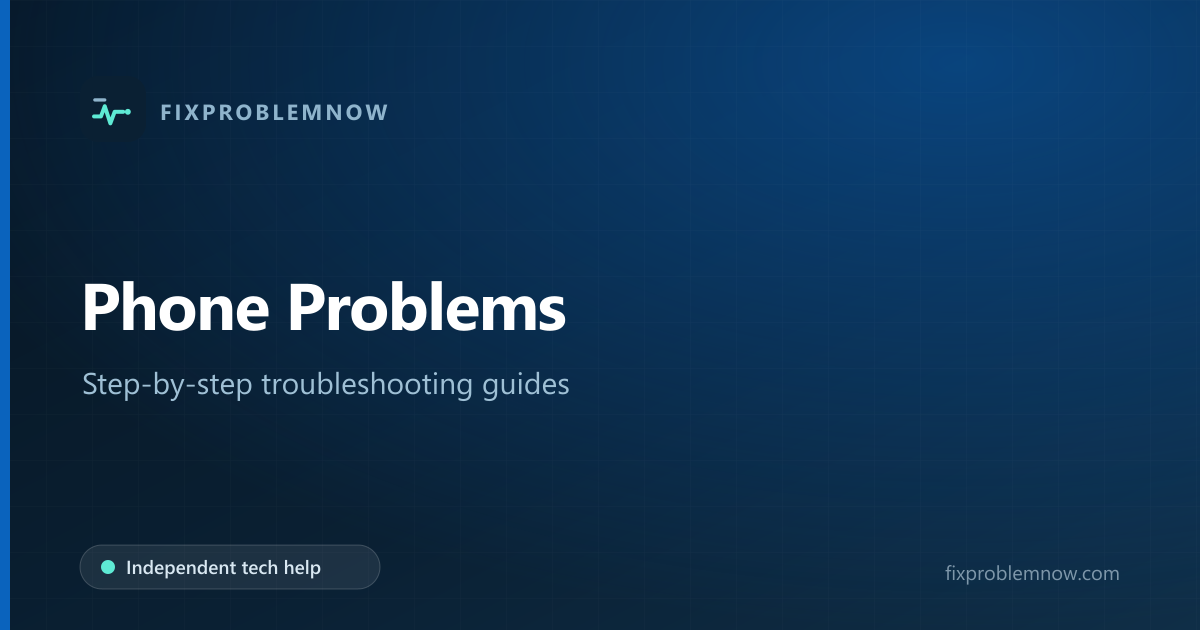 FIXPROBLEMNOW
Phone Problems
Step-by-step troubleshooting guides
Independent tech help
fixproblemnow.com